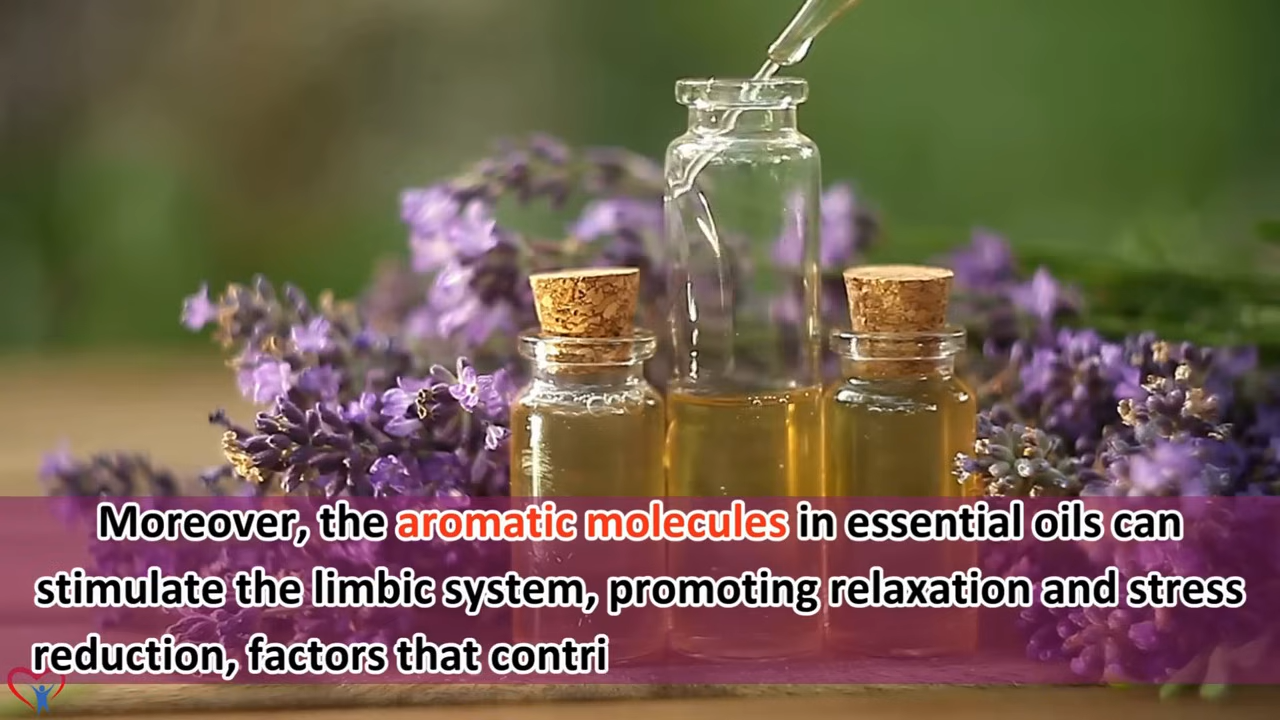 Moreover, the aromatic molecules in essential oils can
stimulate the limbic system, promoting relaxation and stress
reduction, factors that contri